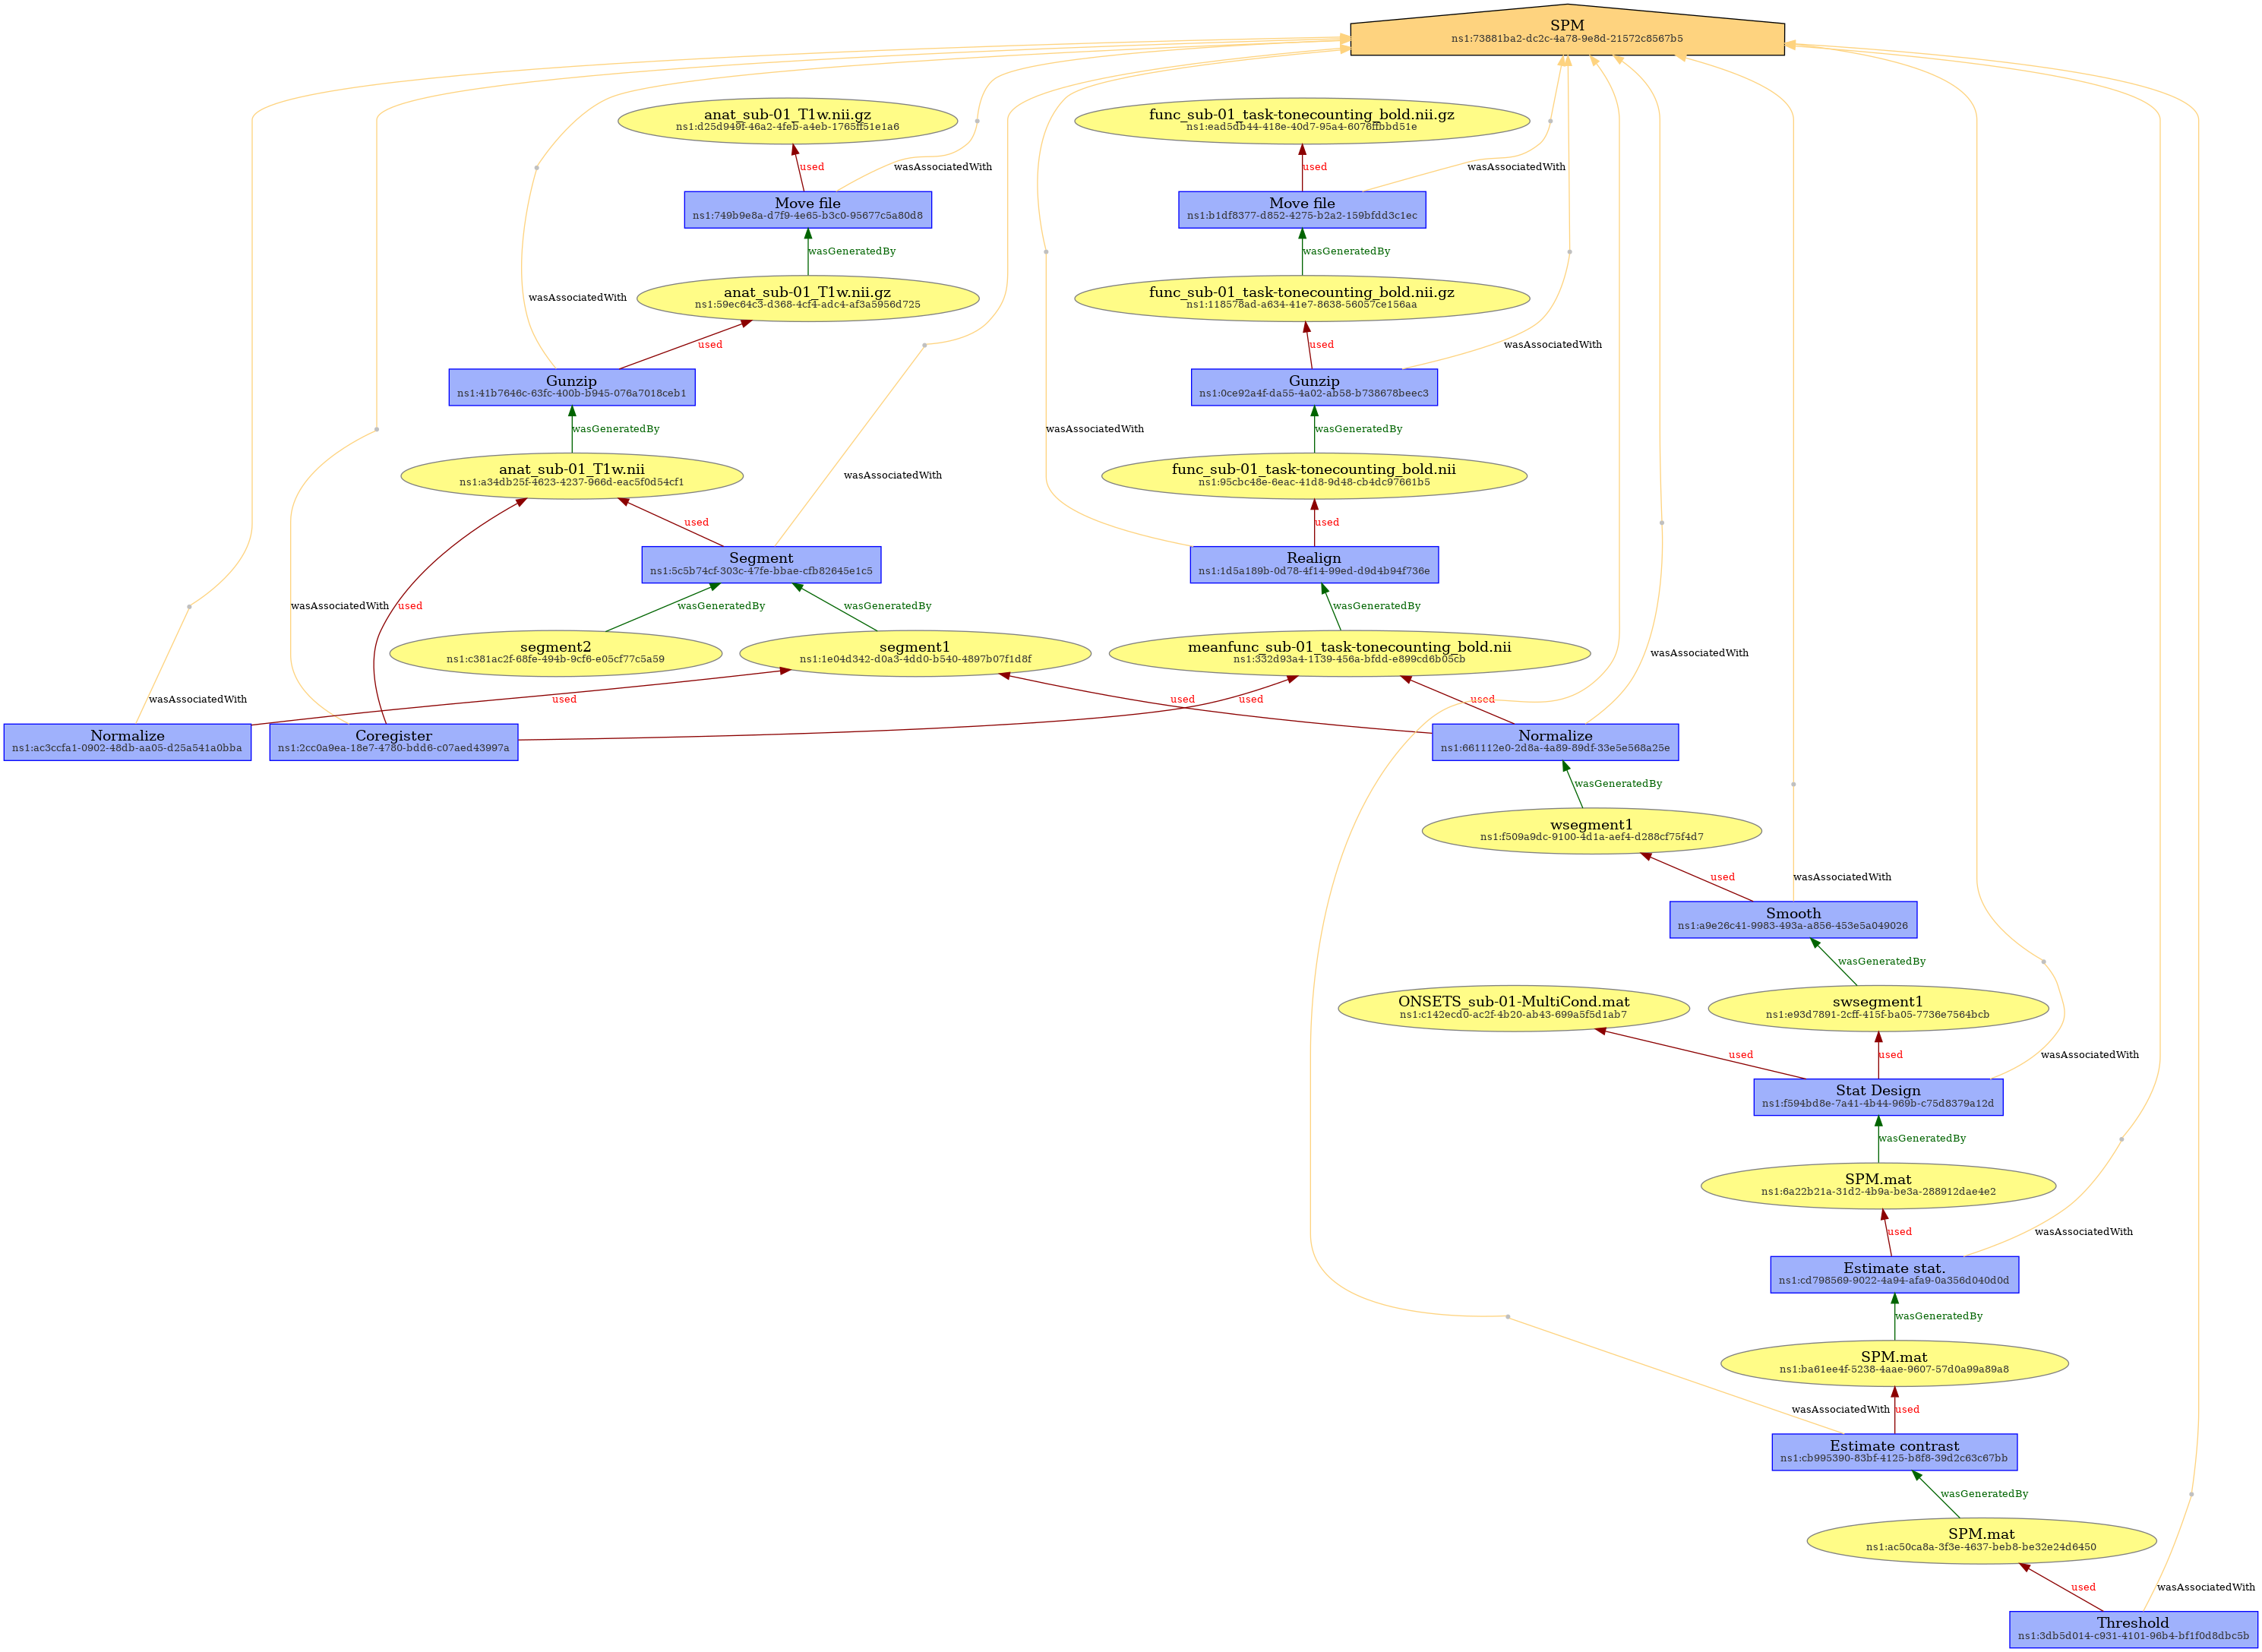 SPM
ns1:73881ba2-dc2c-4a78-9e8d-21572c8567b5
anat_sub-01_T1w.nii.gz
ns1:d25d949f-46a2-4feb-a4eb-1765ff51e1a6
func_sub-01_task-tonecounting_bold.nii.gz
ns1:ead5db44-418e-40d7-95a4-6076ffbbd51e
used
wasAssociatedWith
used
wasAssociatedWith
Move file
ns1:749b9e8a-d7f9-4e65-b3c0-95677c5a80d8
Move file
ns1:b1df8377-d852-4275-b2a2-159bfdd3c1ec
wasGeneratedBy
wasGeneratedBy
wasAssociatedWith
anat_sub-01_T1w.nii.gz
ns1:59ec64c3-d368-4cf4-adc4-af3a5956d725
func_sub-01_task-tonecounting_bold.nii.gz
ns1:118578ad-a634-41e7-8638-56057ce156aa
used
used
wasAssociatedWith
Gunzip
ns1:41b7646c-63fc-400b-b945-076a7018ceb1
Gunzip
ns1:0ce92a4f-da55-4a02-ab58-b738678beec3
wasGeneratedBy
wasAssociatedWith
wasGeneratedBy
anat_sub-01_T1w.nii
ns1:a34db25f-4623-4237-966d-eac5f0d54cf1
wasAssociatedWith
func_sub-01_task-tonecounting_bold.nii
ns1:95cbc48e-6eac-41d8-9d48-cb4dc97661b5
used
used
Segment
ns1:5c5b74cf-303c-47fe-bbae-cfb82645e1c5
Realign
ns1:1d5a189b-0d78-4f14-99ed-d9d4b94f736e
wasAssociatedWith
used
wasGeneratedBy
wasGeneratedBy
wasGeneratedBy
segment2
ns1:c381ac2f-68fe-494b-9cf6-e05cf77c5a59
segment1
ns1:1e04d342-d0a3-4dd0-b540-4897b07f1d8f
meanfunc_sub-01_task-tonecounting_bold.nii
ns1:332d93a4-1139-456a-bfdd-e899cd6b05cb
wasAssociatedWith
wasAssociatedWith
used
used
used
used
Normalize
ns1:ac3ccfa1-0902-48db-aa05-d25a541a0bba
Coregister
ns1:2cc0a9ea-18e7-4780-bdd6-c07aed43997a
Normalize
ns1:661112e0-2d8a-4a89-89df-33e5e568a25e
wasGeneratedBy
wsegment1
ns1:f509a9dc-9100-4d1a-aef4-d288cf75f4d7
used
wasAssociatedWith
Smooth
ns1:a9e26c41-9983-493a-a856-453e5a049026
wasGeneratedBy
ONSETS_sub-01-MultiCond.mat
ns1:c142ecd0-ac2f-4b20-ab43-699a5f5d1ab7
swsegment1
ns1:e93d7891-2cff-415f-ba05-7736e7564bcb
used
used
wasAssociatedWith
Stat Design
ns1:f594bd8e-7a41-4b44-969b-c75d8379a12d
wasGeneratedBy
SPM.mat
ns1:6a22b21a-31d2-4b9a-be3a-288912dae4e2
used
wasAssociatedWith
Estimate stat.
ns1:cd798569-9022-4a94-afa9-0a356d040d0d
wasGeneratedBy
SPM.mat
ns1:ba61ee4f-5238-4aae-9607-57d0a99a89a8
wasAssociatedWith
used
Estimate contrast
ns1:cb995390-83bf-4125-b8f8-39d2c63c67bb
wasGeneratedBy
SPM.mat
ns1:ac50ca8a-3f3e-4637-beb8-be32e24d6450
used
wasAssociatedWith
Threshold
ns1:3db5d014-c931-4101-96b4-bf1f0d8dbc5b